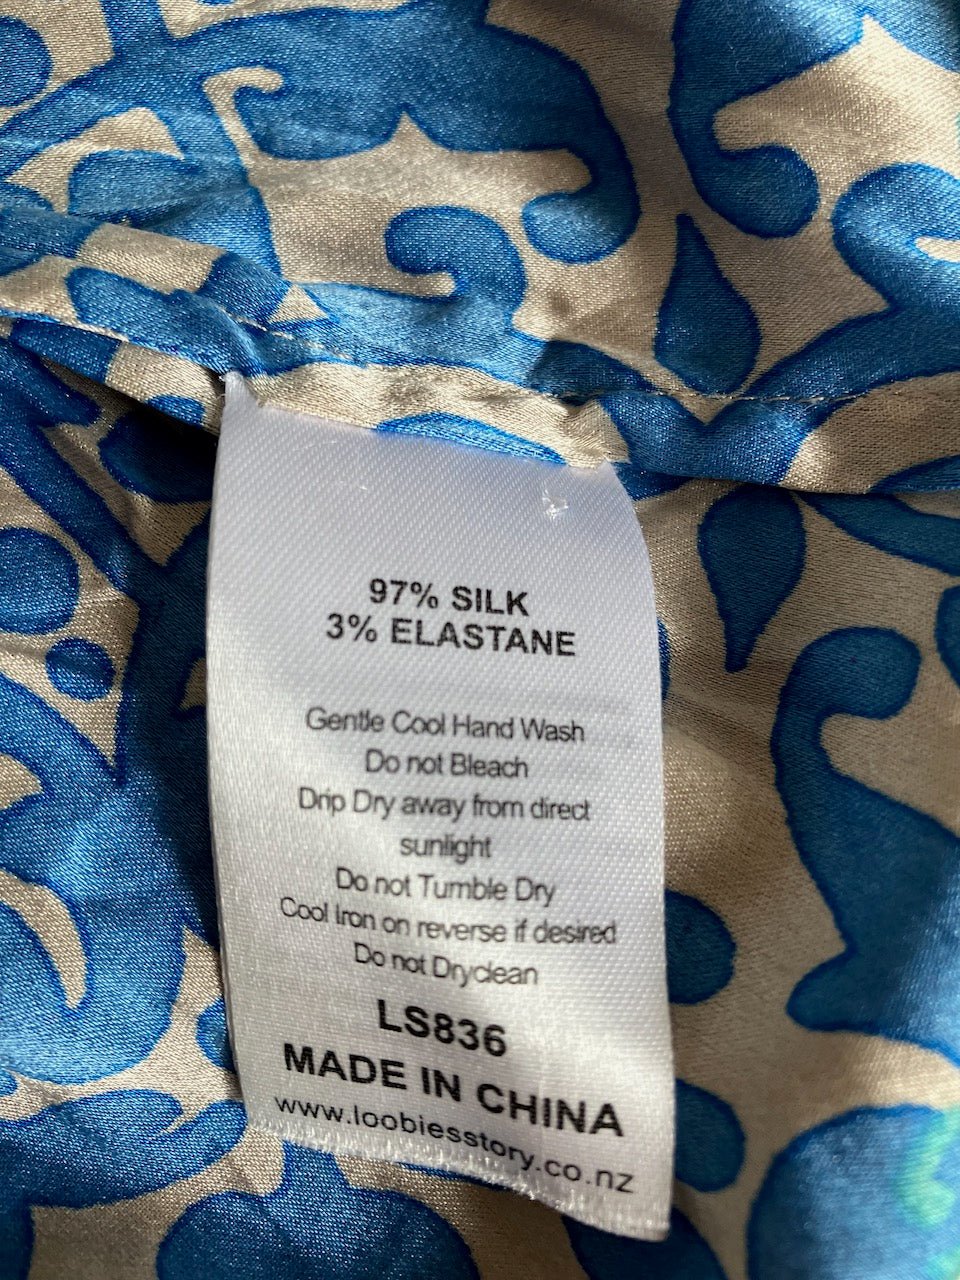 97% SILK
3% ELASTANE
Gentle Cool Hand Wash
Do not Bleach
Drip Dry away from direct
sunlight
Do not Tumble Dry
Cool Iron on reverse if desired
Do not Dryclean
LS836
MADE IN CHINA
www.loobiesstory.co.nz